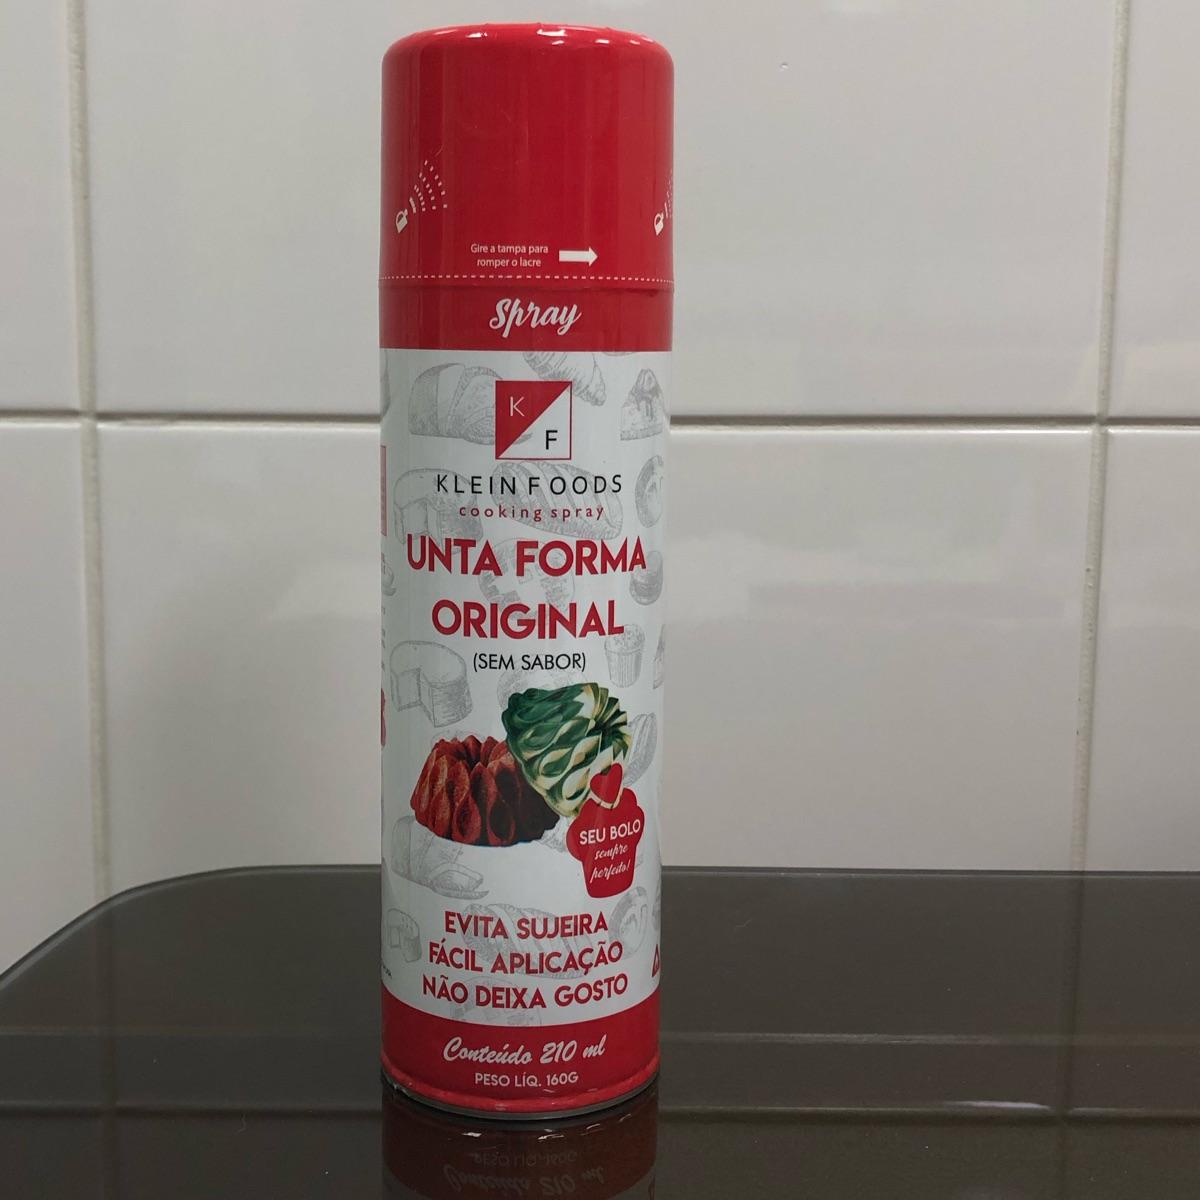 Gire a tampa para
romper o lacre
Spray
K
F
KLEIN FOODS
cooking spray
UNTA FORMA
ORIGINAL
(SEM SABOR)
SEU BOLO
sempre
perfeito!
EVITA SUJEIRA
FÁCIL APLICAÇÃO
NÃO DEIXA GOSTO
Conteúdo 210 ml
PESO LÍQ. 160G